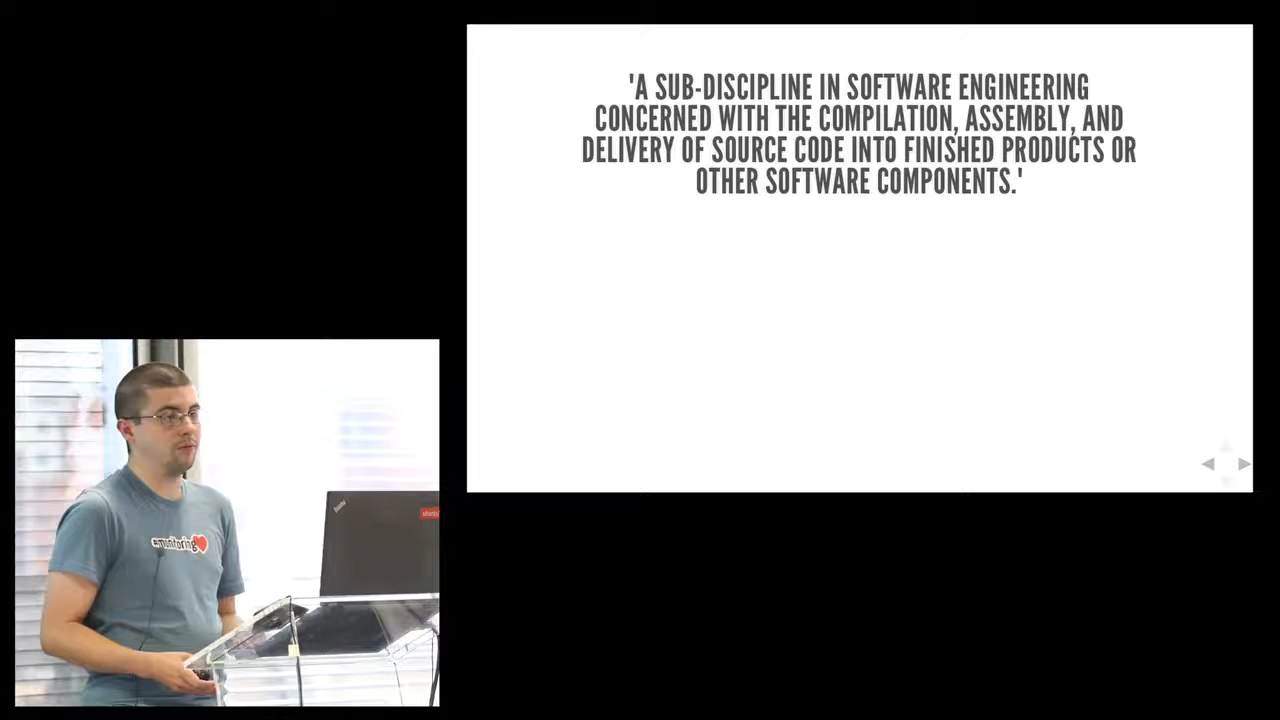 'A SUB-DISCIPLINE IN SOFTWARE ENGINEERING
CONCERNED WITH THE COMPILATION, ASSEMBLY, AND
DELIVERY OF SOURCE CODE INTO FINISHED PRODUCTS OR
OTHER SOFTWARE COMPONENTS.'
#monitoring